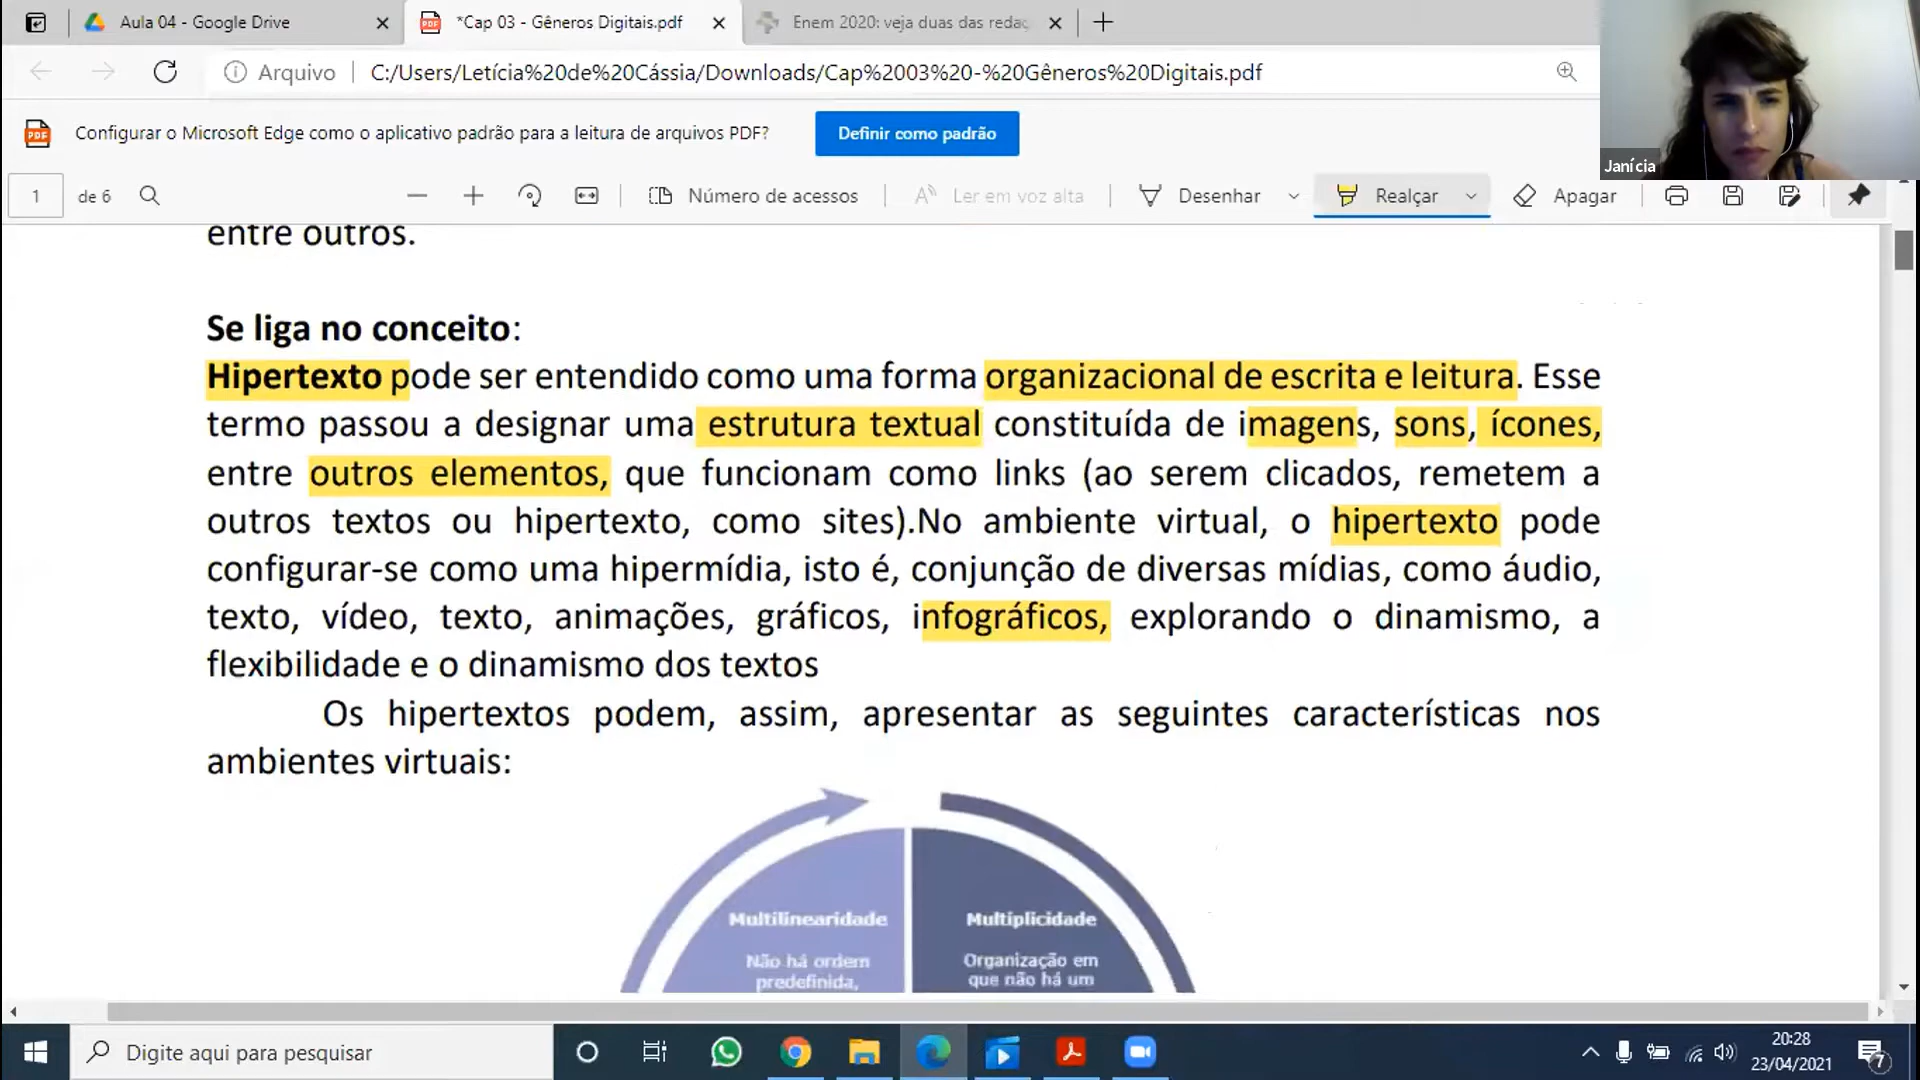 Aula 04 - Google Drive
*Cap 03 - Gêneros Digitais.pdf
Enem 2020: veja duas das redaç
Arquivo
C:/Users/Letícia%20de%20Cássia/Downloads/Cap%2003%20-%20Gêneros%20Digitais.pdf
Janícia
PDF
Configurar o Microsoft Edge como o aplicativo padrão para a leitura de arquivos PDF?
Definir como padrão
1
de 6
Número de acessos
Ler em voz alta
Desenhar
Realçar
Apagar
entre outros.
Se liga no conceito:
Hipertexto pode ser entendido como uma forma organizacional de escrita e leitura. Esse
termo passou a designar uma estrutura textual constituída de imagens, sons, ícones,
entre outros elementos, que funcionam como links (ao serem clicados, remetem a
outros textos ou hipertexto, como sites).No ambiente virtual, o hipertexto pode
configurar-se como uma hipermídia, isto é, conjunção de diversas mídias, como áudio,
texto, vídeo, texto, animações, gráficos, infográficos, explorando o dinamismo, a
flexibilidade e o dinamismo dos textos
Os hipertextos podem, assim, apresentar as seguintes características nos
ambientes virtuais:
Multilinearidade
Não há ordem
predefinida,
Multiplicidade
Organização em
que não há um
Digite aqui para pesquisar
20:28
23/04/2021
7